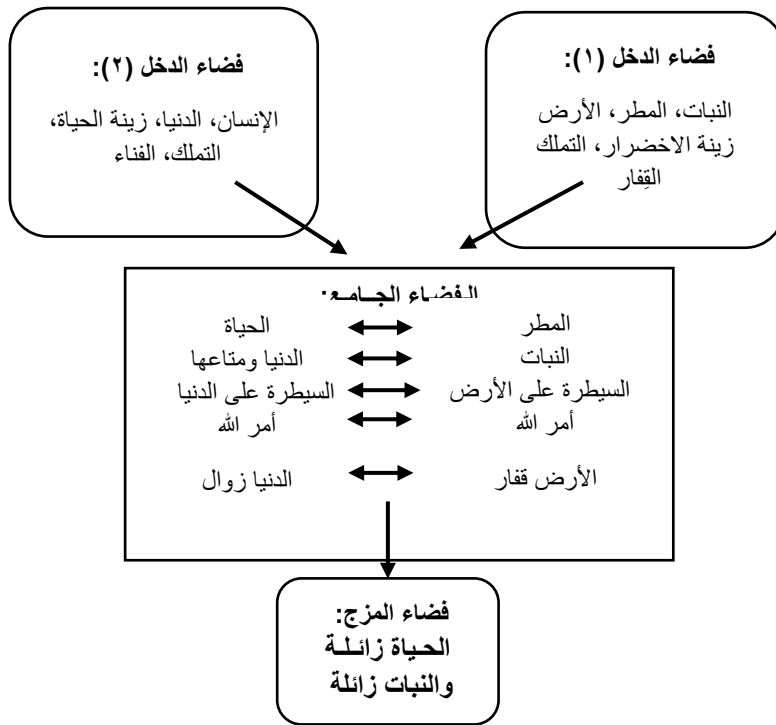 فضاء الدخل (١):
النبات، المطر، الأرض
زينة الاخضرار، التملك
القِفار
فضاء الدخل (٢):
الإنسان، الدنيا، زينة الحياة،
التملك، الفناء
الفضاء الجامع:
المطر الحياة
النبات الدنيا ومتاعها
السيطرة على الأرض السيطرة على الدنيا
أمر الله أمر الله
الأرض قفار الدنيا زوال
فضاء المزج:
الحياة زائلة
والنبات زائلة